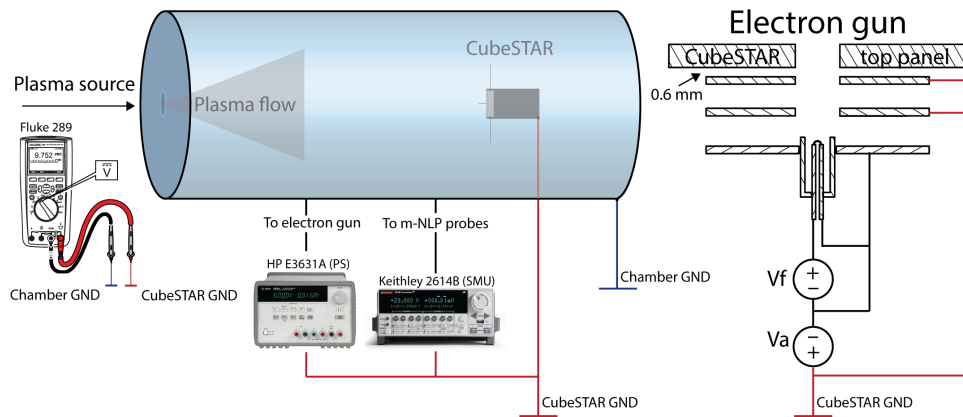 Electron gun
CubeSTAR
CubeSTAR
top panel
Plasma source
Plasma flow
0.6 mm
Fluke 289
9.752
V
To electron gun
To m-NLP probes
HP E3631A (PS)
Keithley 2614B (SMU)
Chamber GND
Vf
Chamber GND
CubeSTAR GND
Va
CubeSTAR GND
CubeSTAR GND